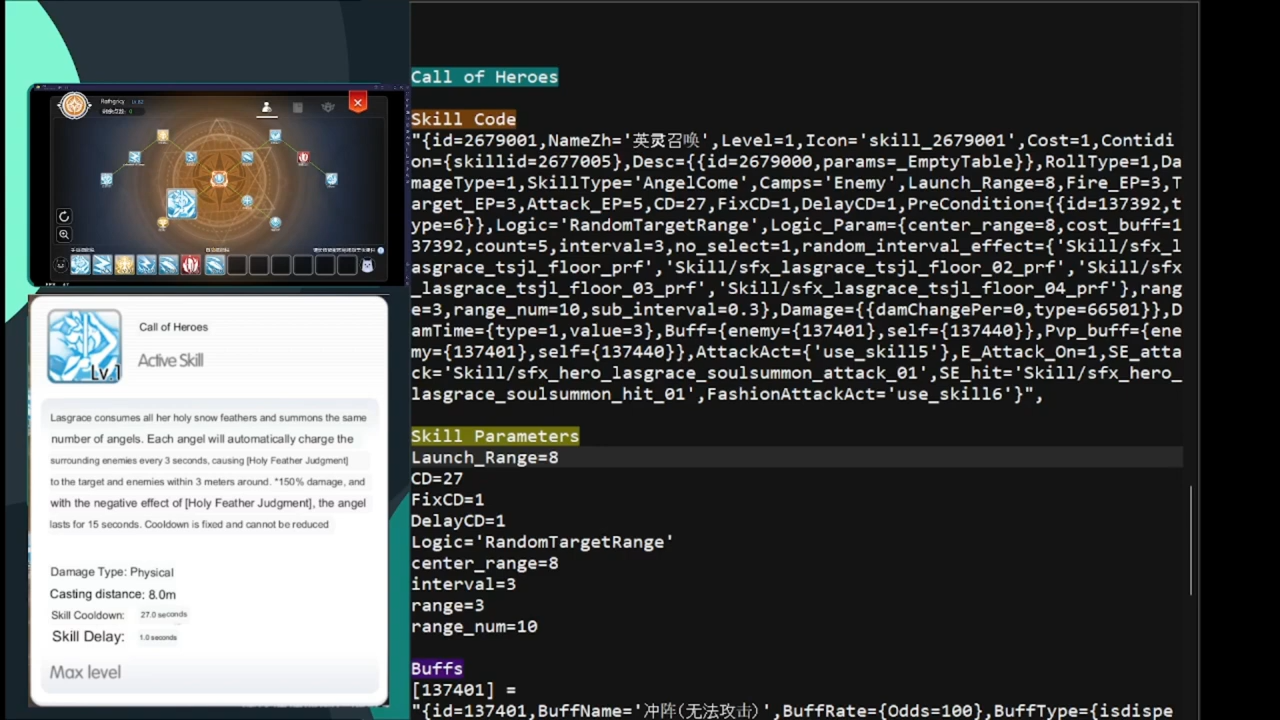 Rathgricy
Call of Heroes
Active Skill
Lv.1
Lasgrace consumes all her holy snow feathers and summons the same
number of angels. Each angel will automatically charge the
surrounding enemies every 3 seconds, causing [Holy Feather Judgment]
to the target and enemies within 3 meters around. *150% damage, and
with the negative effect of [Holy Feather Judgment], the angel
lasts for 15 seconds. Cooldown is fixed and cannot be reduced
Damage Type: Physical
Casting distance: 8.0m
Skill Cooldown: 27.0 seconds
Skill Delay: 1.0 seconds
Max level
Call of Heroes
Skill Code
"{id=2679001,NameZh='英灵召唤',Level=1,Icon='skill_2679001',Cost=1,Contidi
on={skillid=2677005},Desc={{id=2679000,params=_EmptyTable}},RollType=1,Da
mageType=1,SkillType='AngelCome',Camps='Enemy',Launch_Range=8,Fire_EP=3,T
arget_EP=3,Attack_EP=5,CD=27,FixCD=1,DelayCD=1,PreCondition={{id=137392,
type=6}},Logic='RandomTargetRange',Logic_Param={center_range=8,cost_buff=1
37392,count=5,interval=3,no_select=1,random_interval_effect={'Skill/sfx_l
asgrace_tsjl_floor_prf','Skill/sfx_lasgrace_tsjl_floor_02_prf','Skill/sfx
_lasgrace_tsjl_floor_03_prf','Skill/sfx_lasgrace_tsjl_floor_04_prf'},rang
e=3,range_num=10,sub_interval=0.3},Damage={{damChangePer=0,type=66501}},D
amTime={type=1,value=3},Buff={enemy={137401},self={137440}},Pvp_buff={ene
my={137401},self={137440}},AttackAct={'use_skill5'},E_Attack_On=1,SE_atta
ck='Skill/sfx_hero_lasgrace_soulsummon_attack_01',SE_hit='Skill/sfx_hero_
lasgrace_soulsummon_hit_01',FashionAttackAct='use_skill6'}",
Skill Parameters
Launch_Range=8
CD=27
FixCD=1
DelayCD=1
Logic='RandomTargetRange'
center_range=8
interval=3
range=3
range_num=10
Buffs
[137401] =
"{id=137401,BuffName='冲阵(无法攻击)',BuffRate={Odds=100},BuffType={isdispe